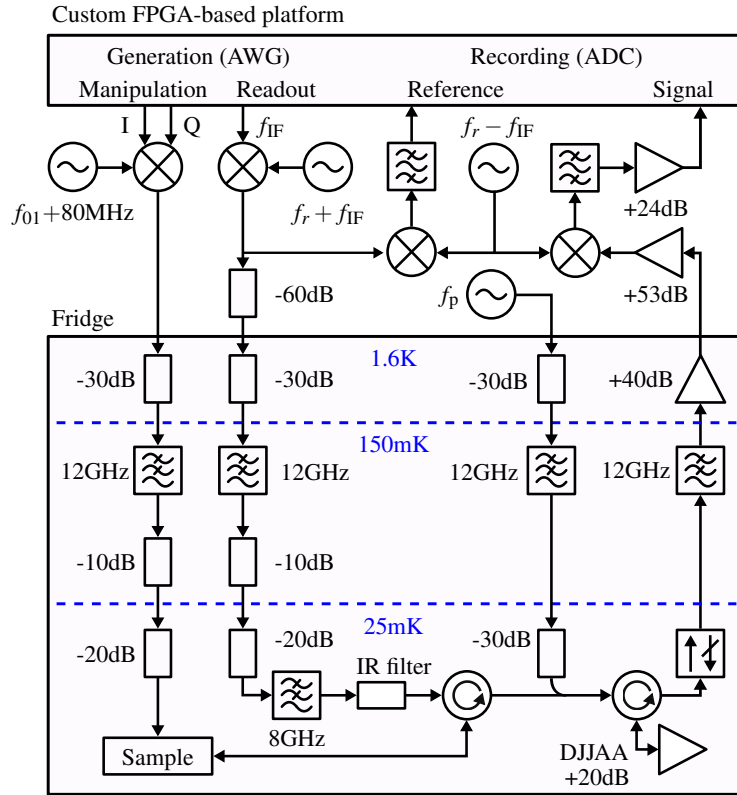 Custom FPGA-based platform
Generation (AWG) Recording (ADC)
Manipulation Readout Reference Signal
I Q f_IF f_r − f_IF
f_01+80MHz f_r + f_IF +24dB
-60dB f_p +53dB
Fridge
1.6K
-30dB -30dB -30dB +40dB
150mK
12GHz 12GHz 12GHz 12GHz
-10dB -10dB
25mK
-20dB -20dB -30dB
IR filter
8GHz
Sample DJJAA
+20dB